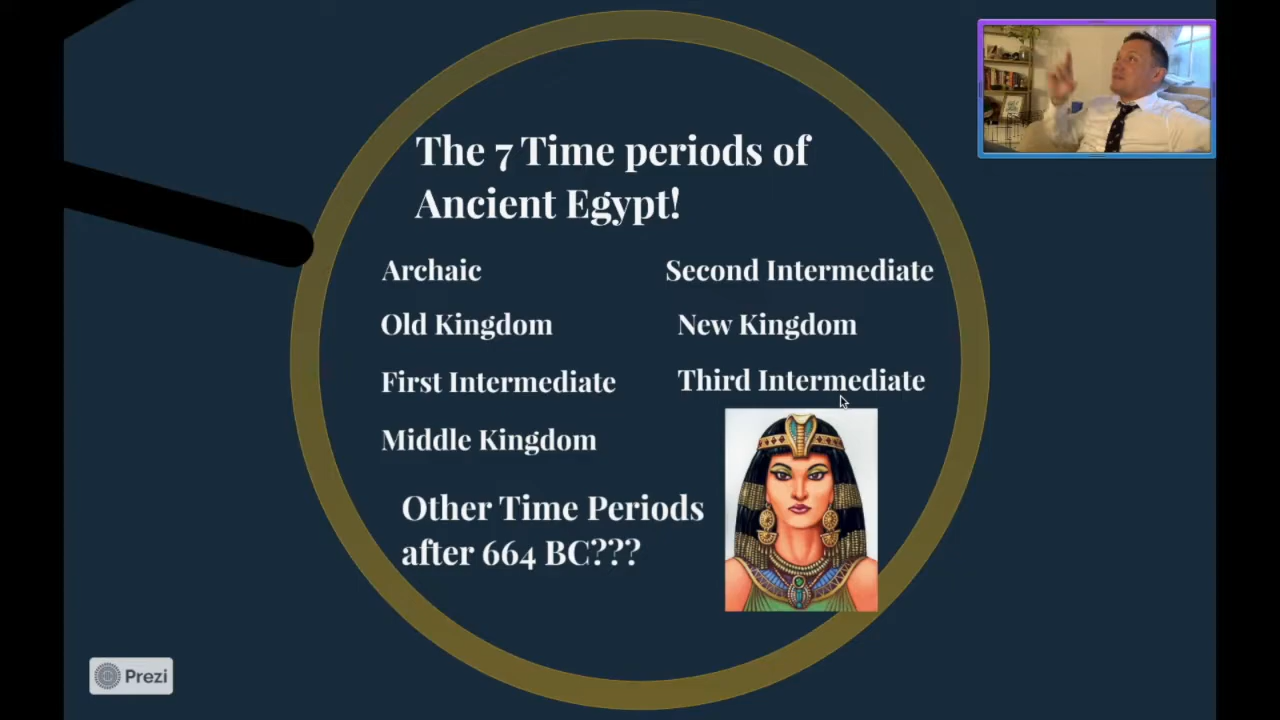 The 7 Time periods of
Ancient Egypt!
Archaic
Old Kingdom
First Intermediate
Middle Kingdom
Second Intermediate
New Kingdom
Third Intermediate
Other Time Periods
after 664 BC???
Prezi